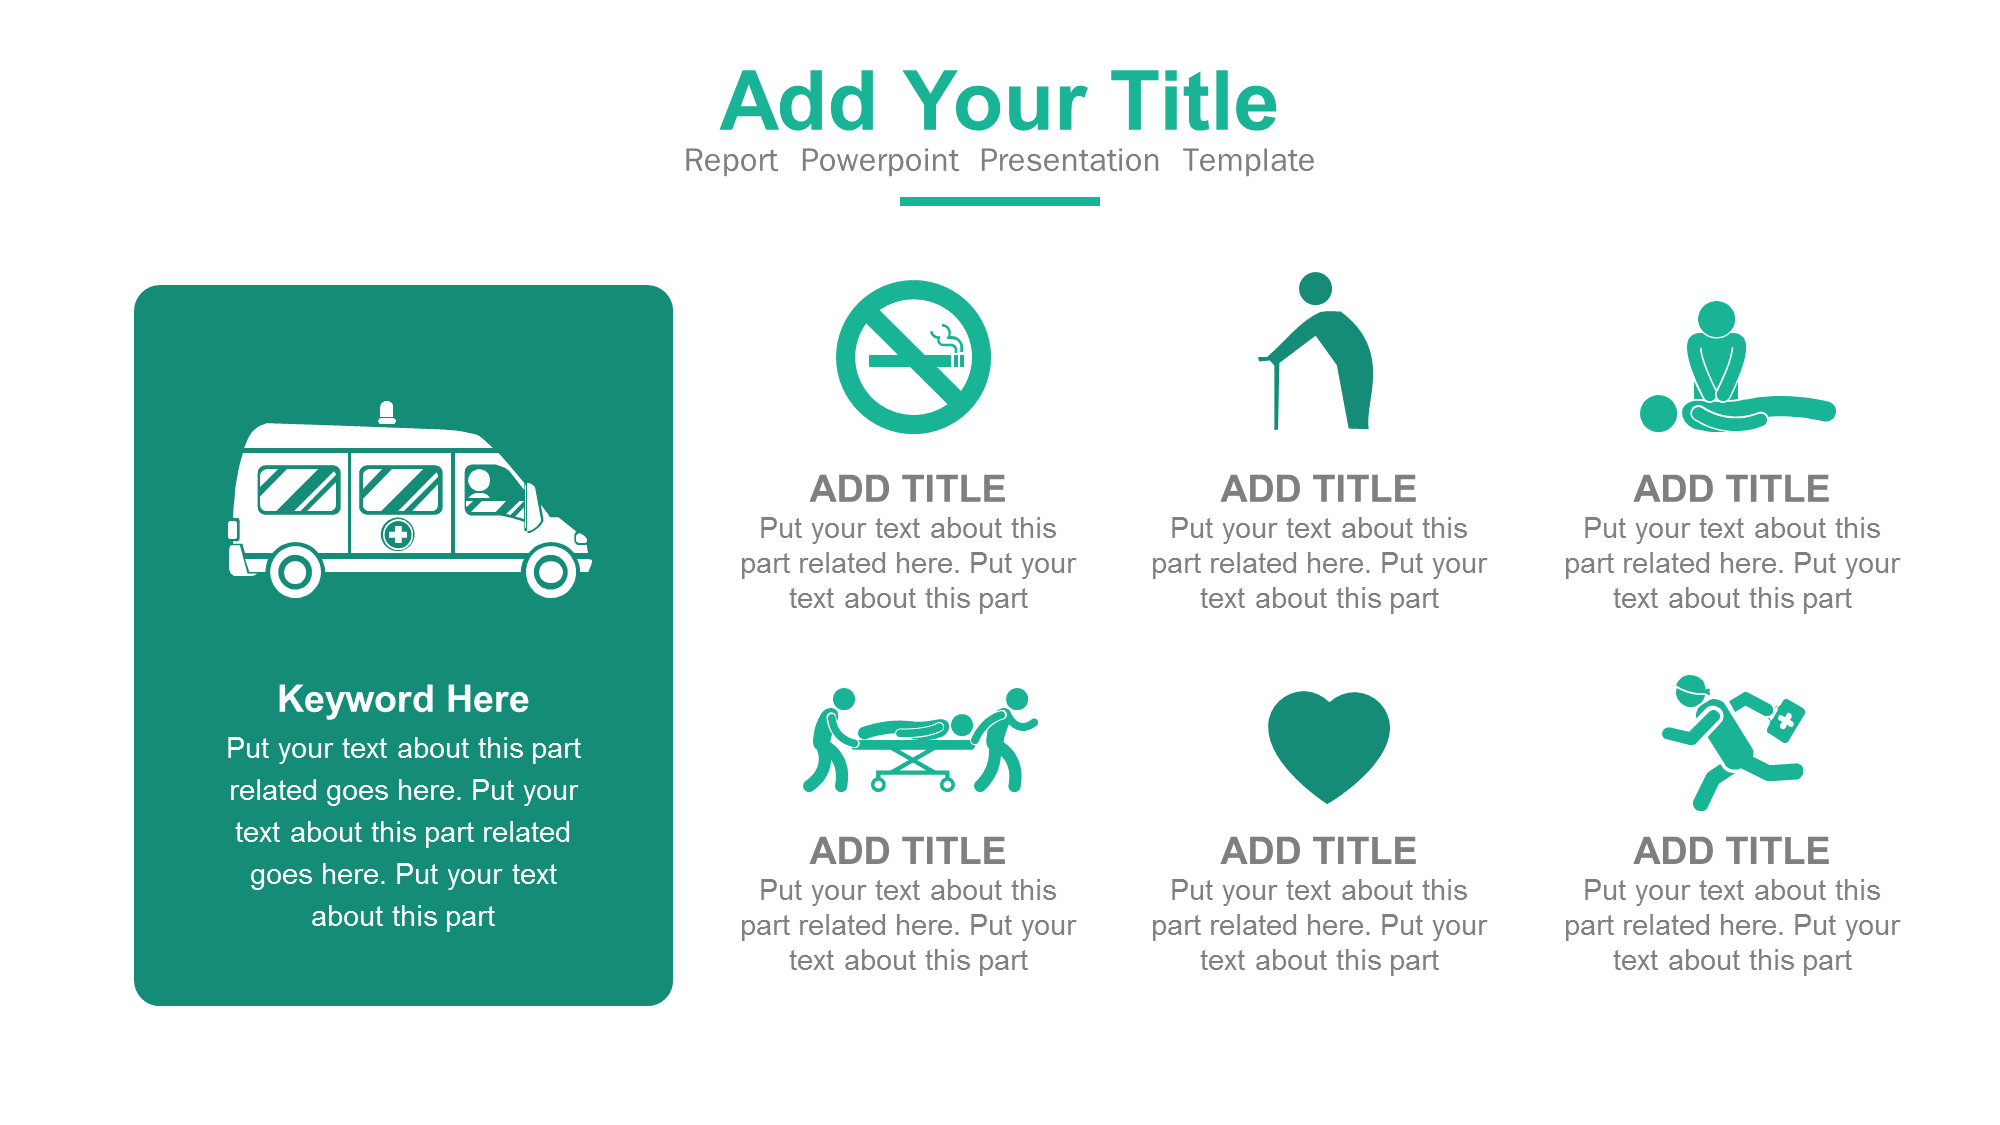 Add Your Title
Report Powerpoint Presentation Template
Keyword Here
Put your text about this part
related goes here. Put your
text about this part related
goes here. Put your text
about this part
ADD TITLE
Put your text about this
part related here. Put your
text about this part
ADD TITLE
Put your text about this
part related here. Put your
text about this part
ADD TITLE
Put your text about this
part related here. Put your
text about this part
ADD TITLE
Put your text about this
part related here. Put your
text about this part
ADD TITLE
Put your text about this
part related here. Put your
text about this part
ADD TITLE
Put your text about this
part related here. Put your
text about this part